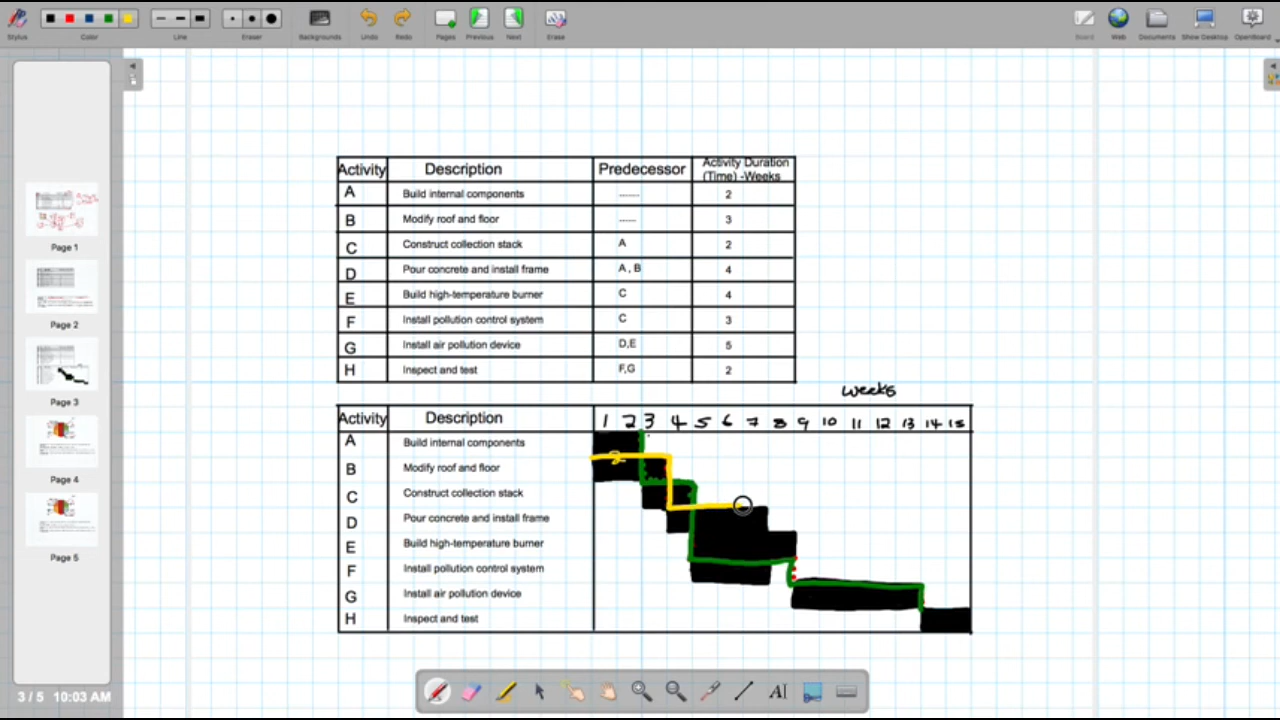 Stylus Color Line Eraser Backgrounds Undo Redo Pages Previous Next Erase Board Web Documents Show Desktop OpenBoard
Page 1
Page 2
Page 3
Page 4
Page 5
3 / 5 10:03 AM
Activity Description Predecessor Activity Duration (Time) -Weeks
A Build internal components ------ 2
B Modify roof and floor ------ 3
C Construct collection stack A 2
D Pour concrete and install frame A , B 4
E Build high-temperature burner C 4
F Install pollution control system C 3
G Install air pollution device D,E 5
H Inspect and test F,G 2
weeks
Activity Description 1 2 3 4 5 6 7 8 9 10 11 12 13 14 15
A Build internal components
B Modify roof and floor
C Construct collection stack
D Pour concrete and install frame
E Build high-temperature burner
F Install pollution control system
G Install air pollution device
H Inspect and test
AI